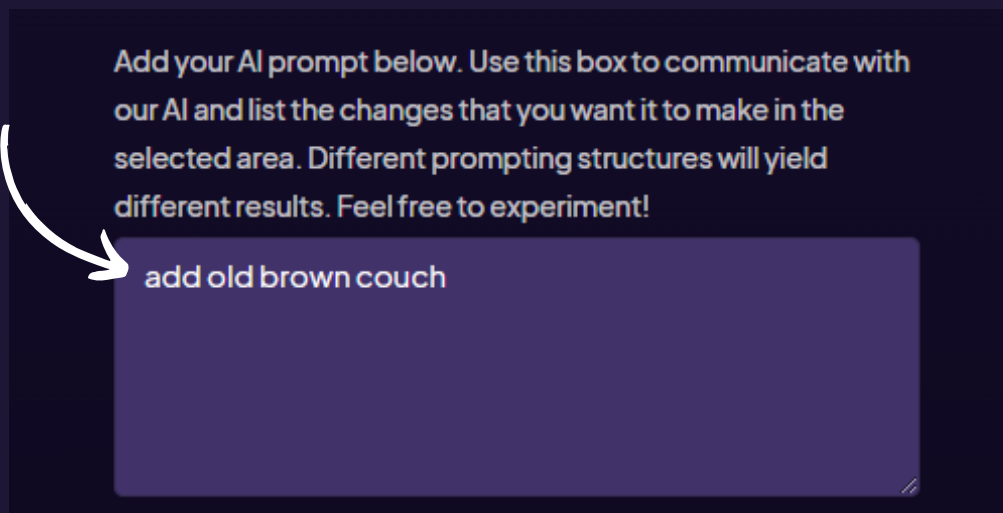 Add your AI prompt below. Use this box to communicate with
our AI and list the changes that you want it to make in the
selected area. Different prompting structures will yield
different results. Feel free to experiment!
add old brown couch